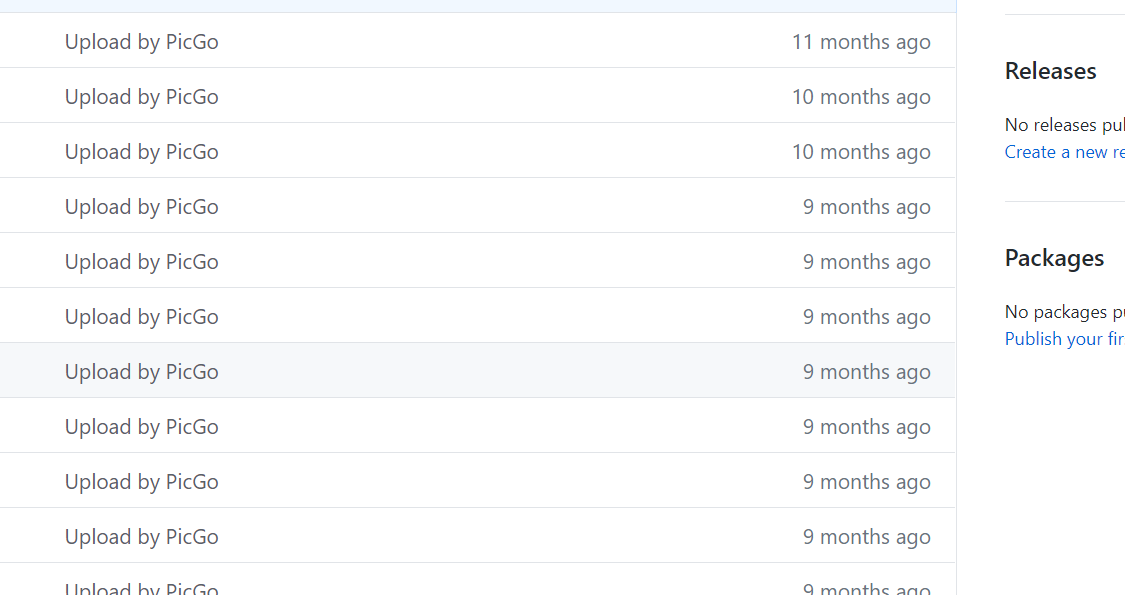 Upload by PicGo 11 months ago
Upload by PicGo 10 months ago
Upload by PicGo 10 months ago
Upload by PicGo 9 months ago
Upload by PicGo 9 months ago
Upload by PicGo 9 months ago
Upload by PicGo 9 months ago
Upload by PicGo 9 months ago
Upload by PicGo 9 months ago
Upload by PicGo 9 months ago
Upload by PicGo 9 months ago
Releases
No releases
Create a new
Packages
No packages
Publish your